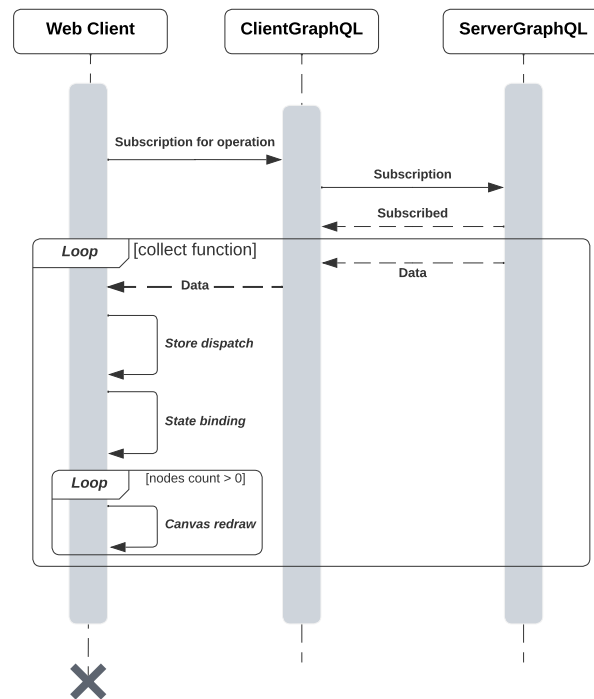 Web Client
ClientGraphQL
ServerGraphQL
Subscription for operation
Subscription
Subscribed
Loop
[collect function]
Data
Data
Store dispatch
State binding
Loop
[nodes count > 0]
Canvas redraw